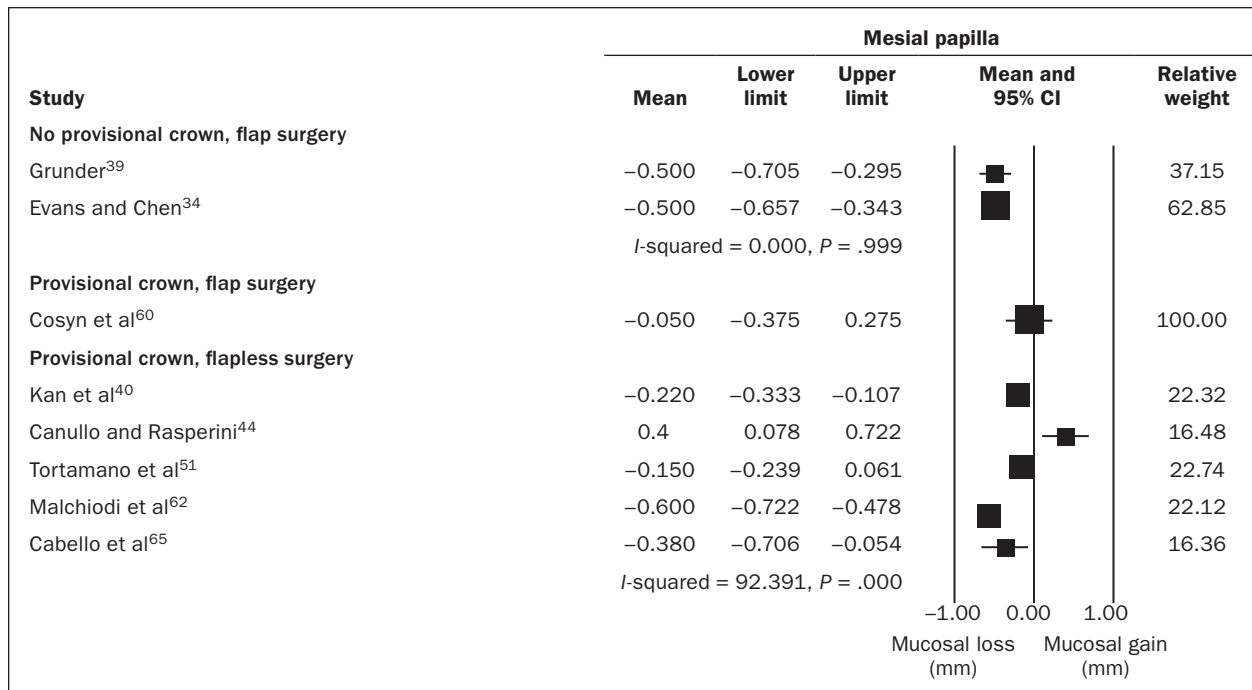 Mesial papilla
Study Mean Lower limit Upper limit Mean and 95% CI Relative weight
No provisional crown, flap surgery
Grunder39 –0.500 –0.705 –0.295 37.15
Evans and Chen34 –0.500 –0.657 –0.343 62.85
I-squared = 0.000, P = .999
Provisional crown, flap surgery
Cosyn et al60 –0.050 –0.375 0.275 100.00
Provisional crown, flapless surgery
Kan et al40 –0.220 –0.333 –0.107 22.32
Canullo and Rasperini44 0.4 0.078 0.722 16.48
Tortamano et al51 –0.150 –0.239 0.061 22.74
Malchiodi et al62 –0.600 –0.722 –0.478 22.12
Cabello et al65 –0.380 –0.706 –0.054 16.36
I-squared = 92.391, P = .000
–1.00 0.00 1.00
Mucosal loss Mucosal gain
(mm) (mm)